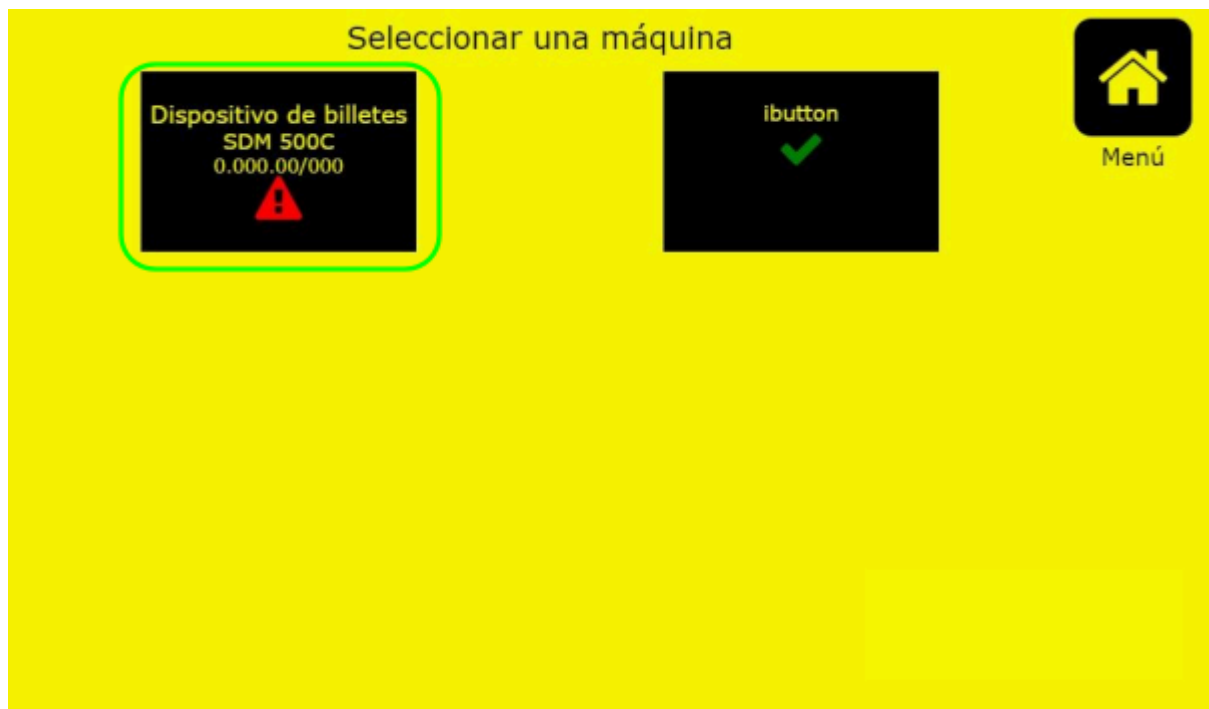 Seleccionar una máquina
Dispositivo de billetes
SDM 500C
0.000.00/000
ibutton
Menú